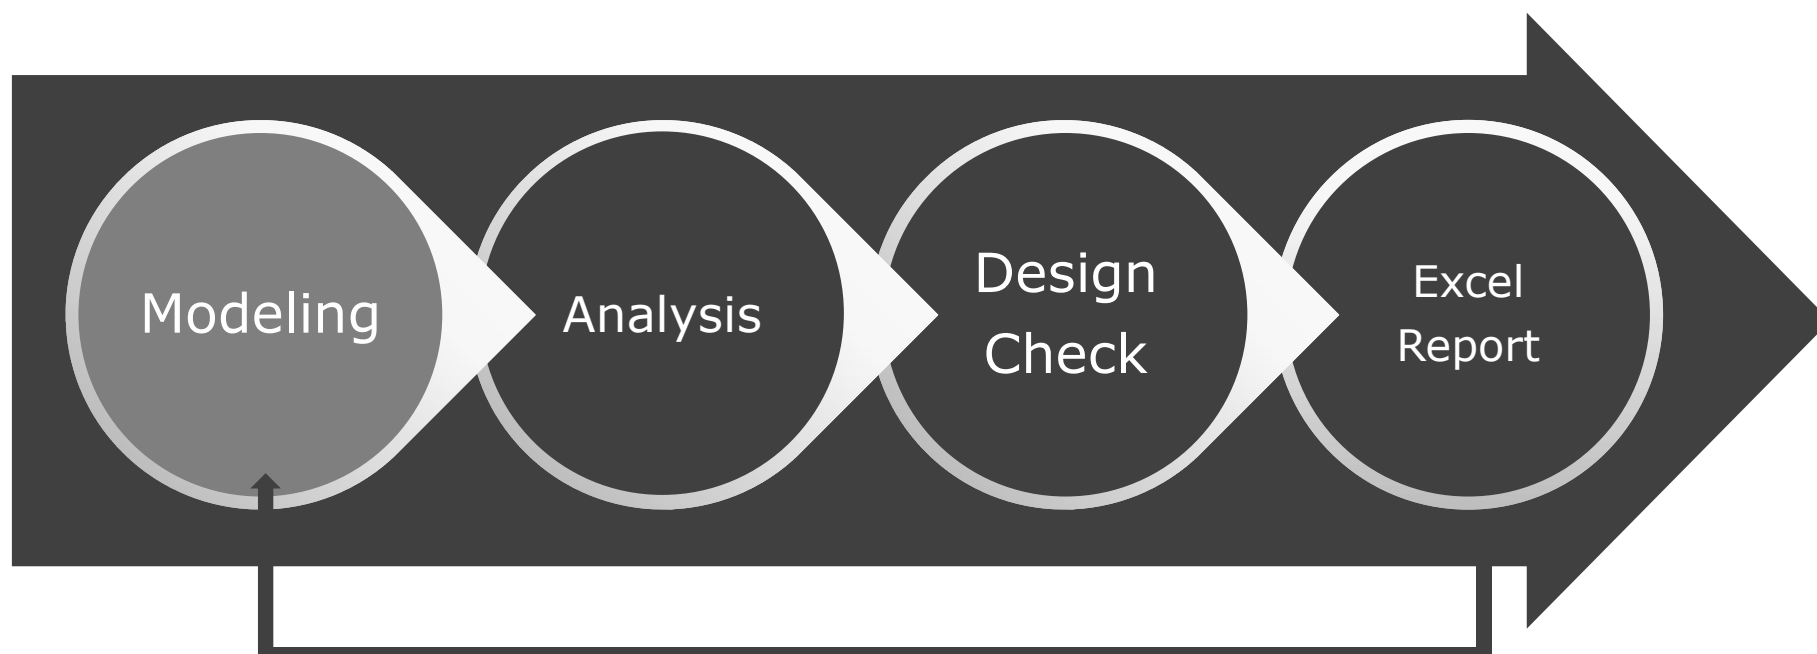 Modeling
Analysis
Design
Check
Excel
Report